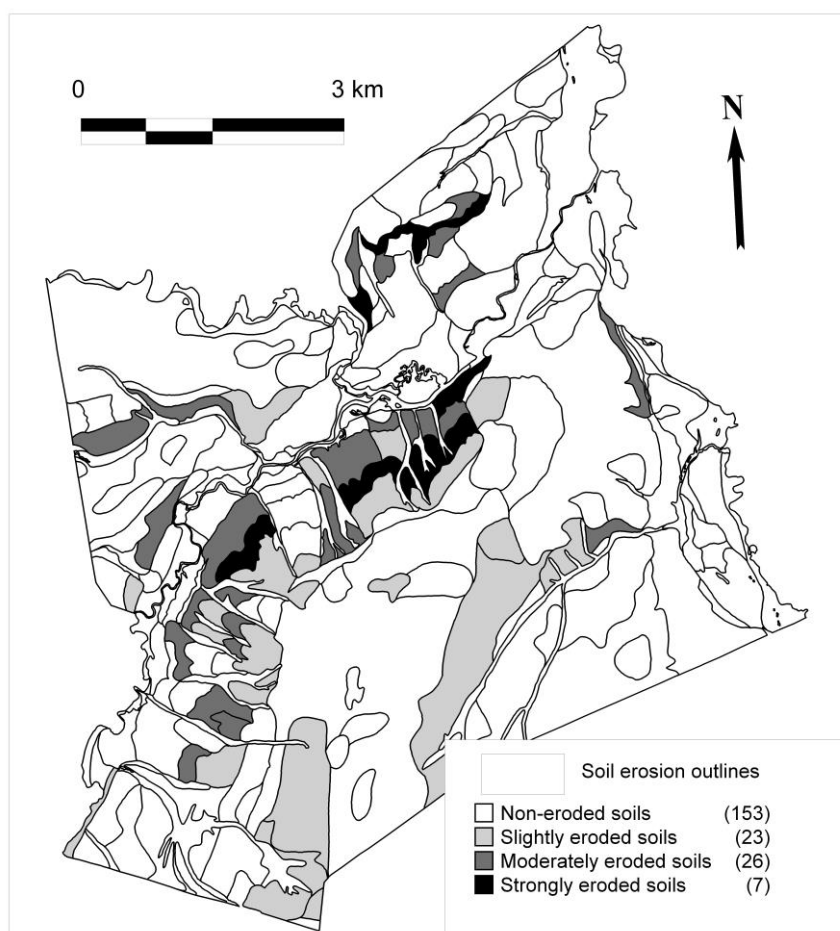 0 3 km
N
Soil erosion outlines
Non-eroded soils (153)
Slightly eroded soils (23)
Moderately eroded soils (26)
Strongly eroded soils (7)